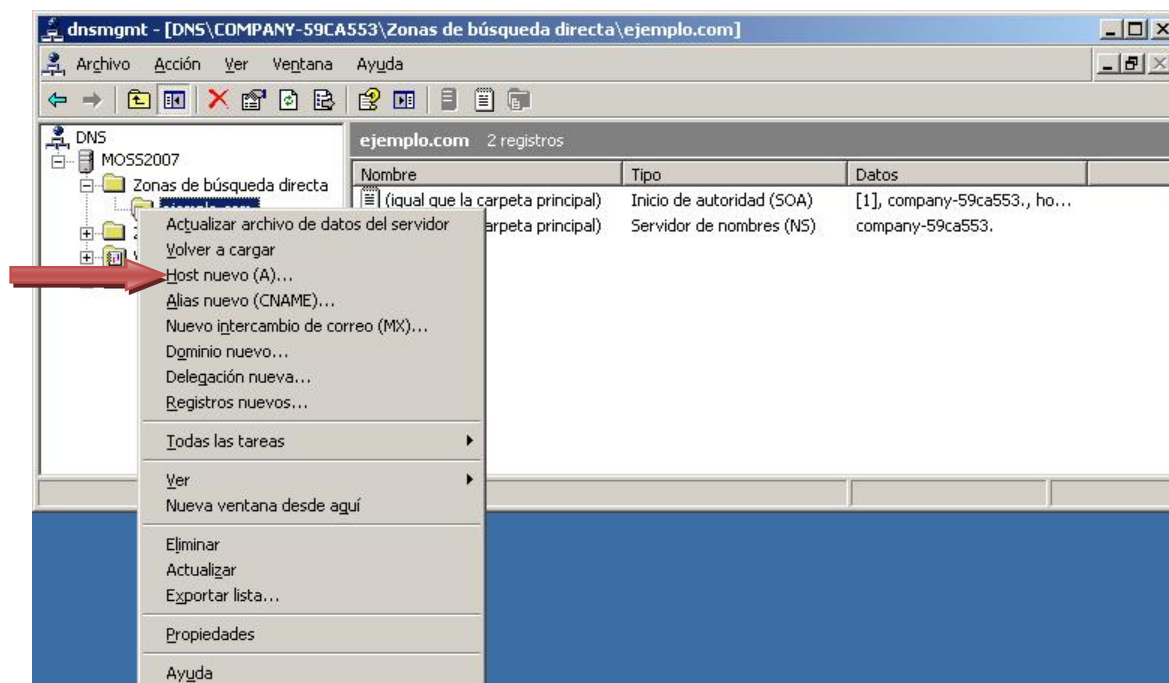 dnsmgmt - [DNS\COMPANY-59CA553\Zonas de búsqueda directa\ejemplo.com]
Archivo Acción Ver Ventana Ayuda
DNS
MOSS2007
Zonas de búsqueda directa
ejemplo.com 2 registros
Nombre Tipo Datos
(igual que la carpeta principal) Inicio de autoridad (SOA) [1], company-59ca553., ho...
arpeta principal) Servidor de nombres (NS) company-59ca553.
Actualizar archivo de datos del servidor
Volver a cargar
Host nuevo (A)...
Alias nuevo (CNAME)...
Nuevo intercambio de correo (MX)...
Dominio nuevo...
Delegación nueva...
Registros nuevos...
Todas las tareas
Ver
Nueva ventana desde aquí
Eliminar
Actualizar
Exportar lista...
Propiedades
Ayuda